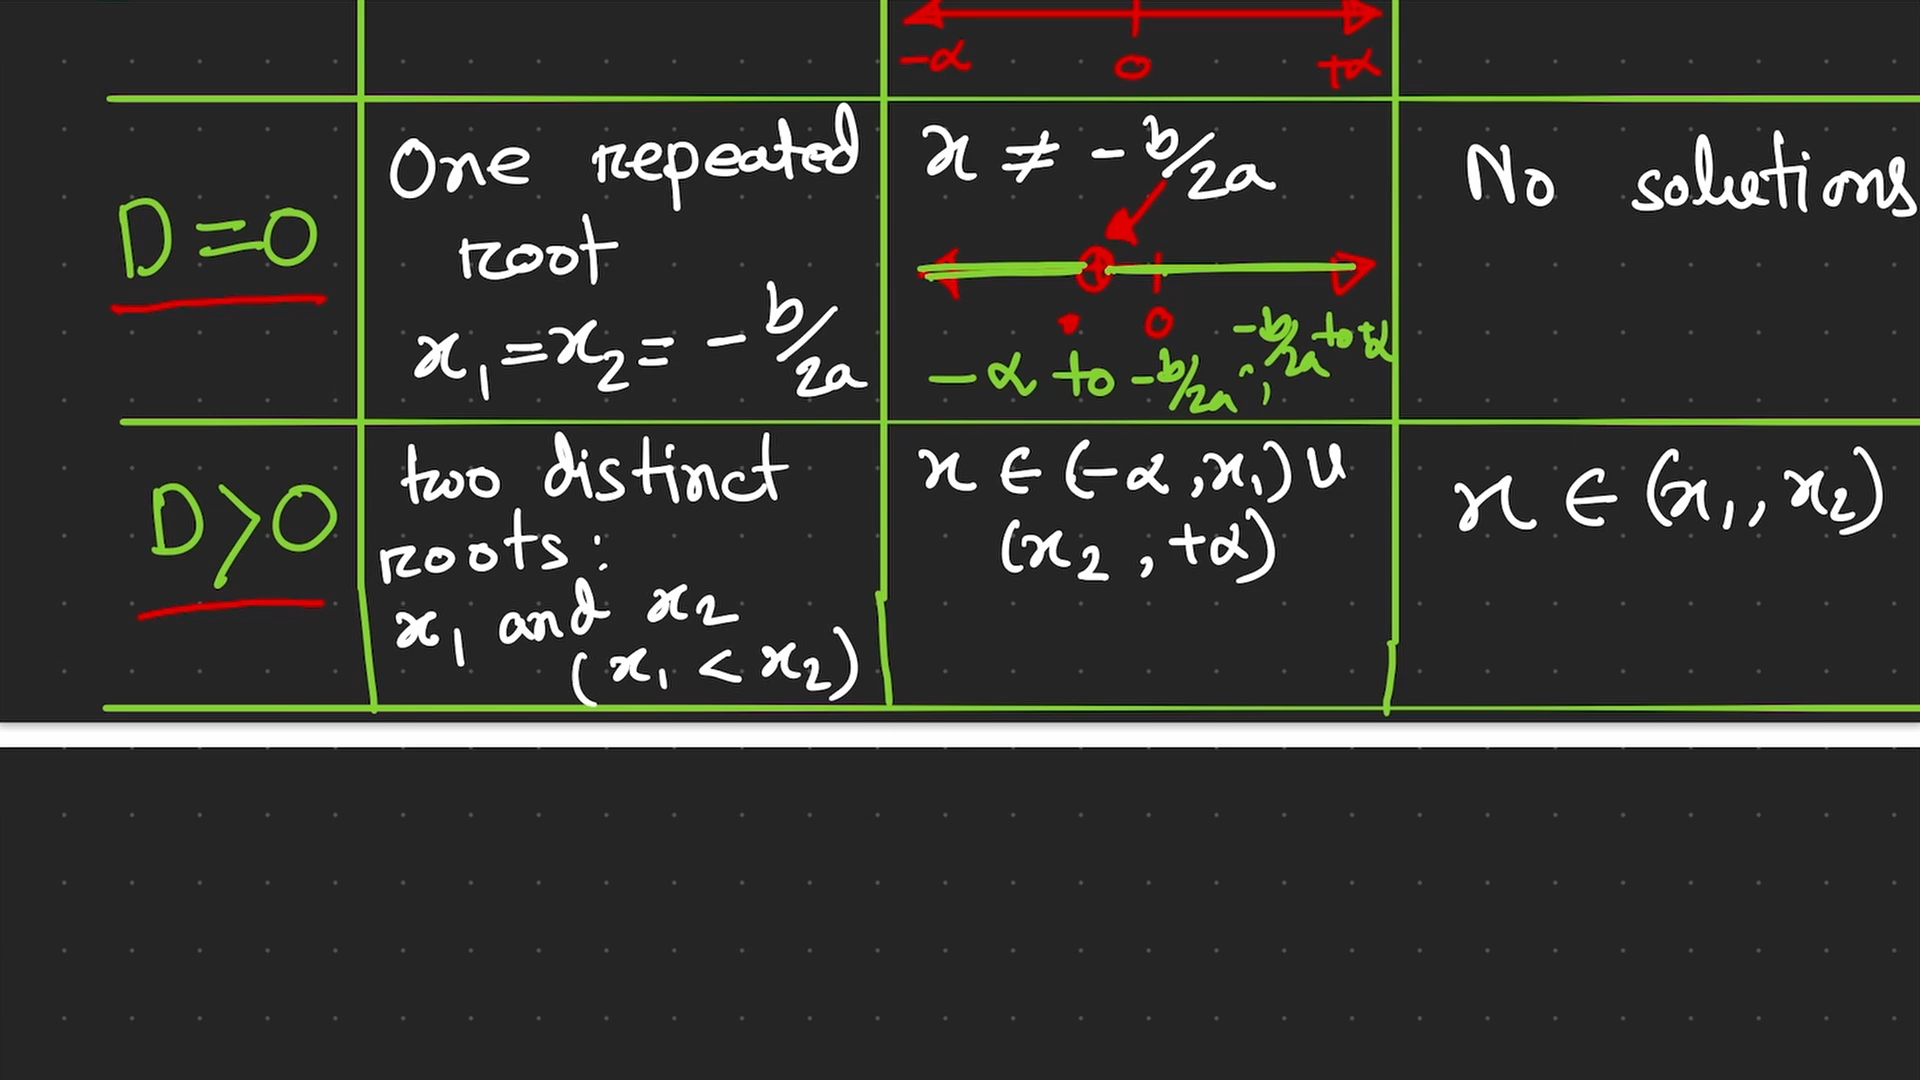 -α 0 +α
D=0
One repeated
root
x₁=x₂= -b/2a
x ≠ -b/2a
0
-α to -b/2a ; -b/2a to +α
No solutions
D>0
two distinct
roots:
x₁ and x₂
(x₁ < x₂)
x ∈ (-α, x₁) ∪
(x₂, +α)
x ∈ (x₁, x₂)